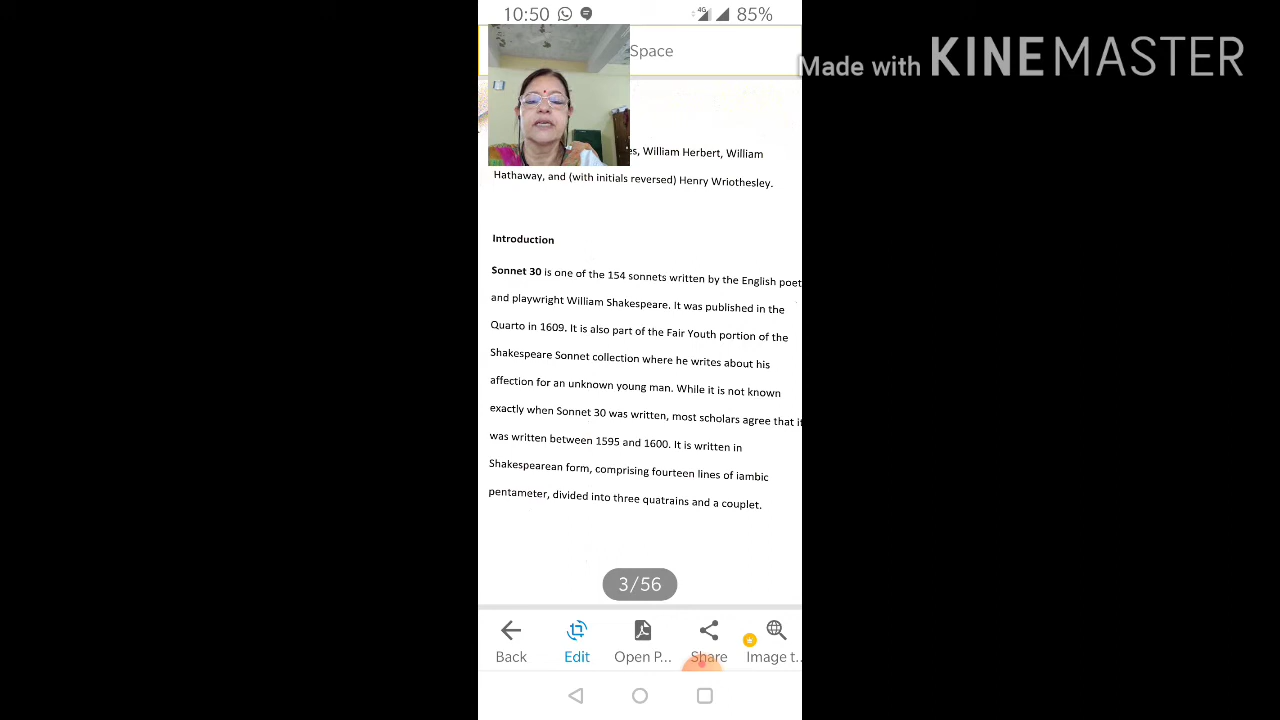 10:50 4G 85%
Space
Made with KINEMASTER
es, William Herbert, William
Hathaway, and (with initials reversed) Henry Wriothesley.
Introduction
Sonnet 30 is one of the 154 sonnets written by the English poet
and playwright William Shakespeare. It was published in the
Quarto in 1609. It is also part of the Fair Youth portion of the
Shakespeare Sonnet collection where he writes about his
affection for an unknown young man. While it is not known
exactly when Sonnet 30 was written, most scholars agree that it
was written between 1595 and 1600. It is written in
Shakespearean form, comprising fourteen lines of iambic
pentameter, divided into three quatrains and a couplet.
3/56
Back Edit Open P... Share Image t...